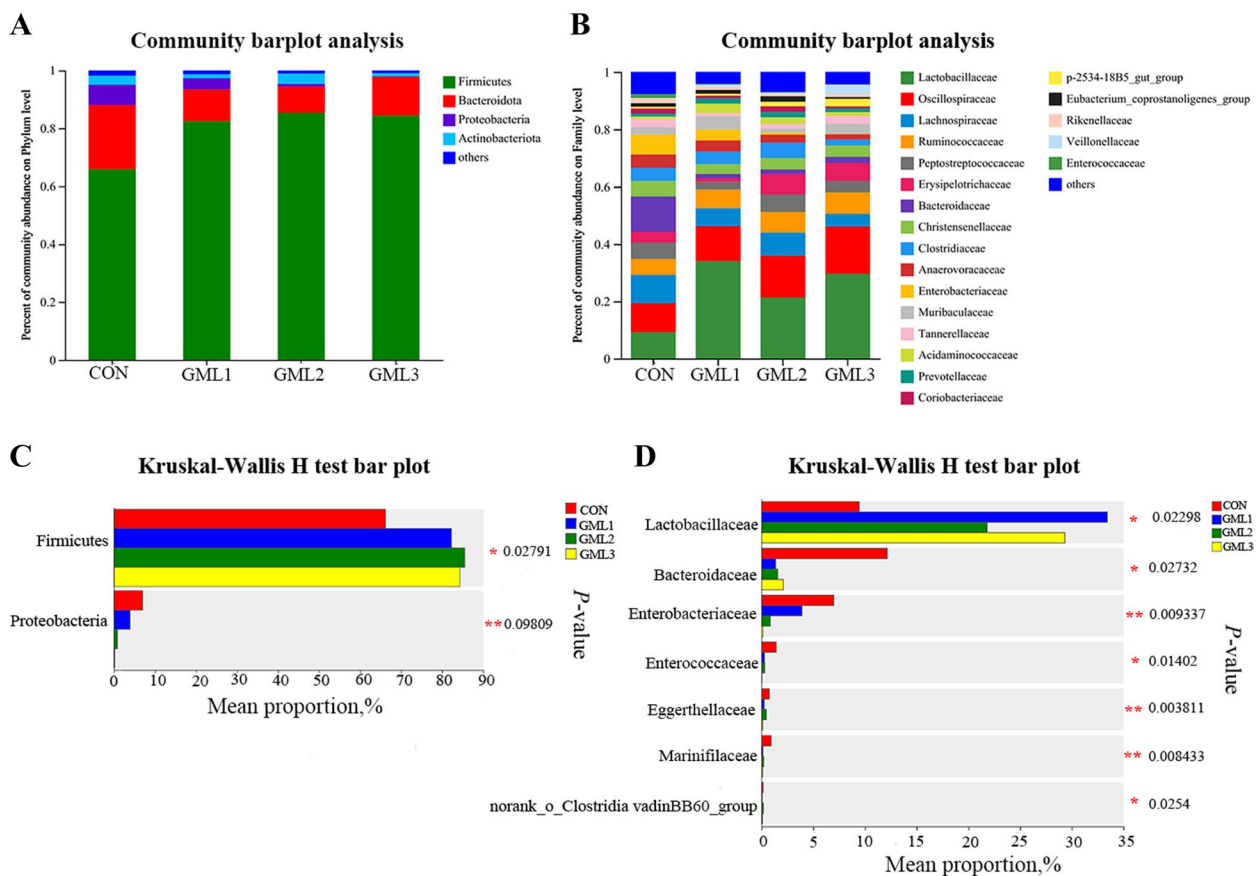 A
Community barplot analysis
Percent of community abundance on Phylum level
1
0.8
0.6
0.4
0.2
0
CON
GML1
GML2
GML3
Firmicutes
Bacteroidota
Proteobacteria
Actinobacteriota
others
B
Community barplot analysis
Percent of community abundance on Family level
1
0.8
0.6
0.4
0.2
0
CON
GML1
GML2
GML3
Lactobacillaceae
Oscillospiraceae
Lachnospiraceae
Ruminococcaceae
Peptostreptococcaceae
Erysipelotrichaceae
Bacteroidaceae
Christensenellaceae
Clostridiaceae
Anaerovoracaceae
Enterobacteriaceae
Muribaculaceae
Tannerellaceae
Acidaminococcaceae
Prevotellaceae
Coriobacteriaceae
p-2534-18B5_gut_group
Eubacterium_coprostanoligenes_group
Rikenellaceae
Veillonellaceae
Enterococcaceae
others
C
Kruskal-Wallis H test bar plot
Firmicutes
Proteobacteria
* 0.02791
** 0.09809
CON
GML1
GML2
GML3
P-value
0 10 20 30 40 50 60 70 80 90
Mean proportion,%
D
Kruskal-Wallis H test bar plot
Lactobacillaceae
Bacteroidaceae
Enterobacteriaceae
Enterococcaceae
Eggerthellaceae
Marinifilaceae
norank_o_Clostridia vadinBB60_group
* 0.02298
* 0.02732
** 0.009337
* 0.01402
** 0.003811
** 0.008433
* 0.0254
CON
GML1
GML2
GML3
P-value
0 5 10 15 20 25 30 35
Mean proportion,%